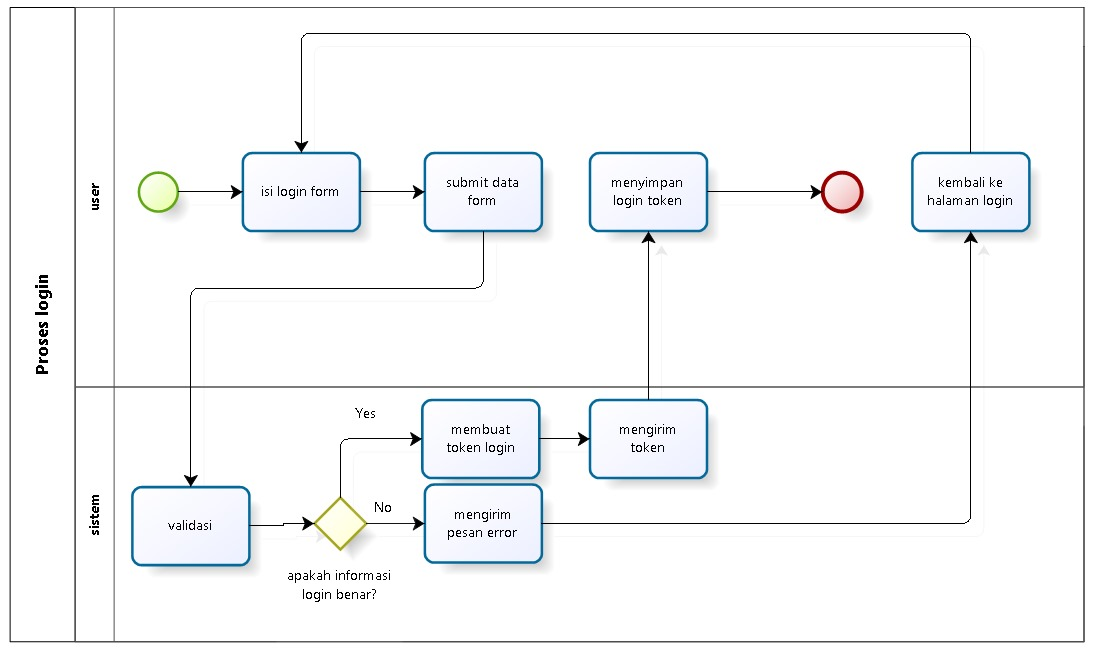 Proses login
user
isi login form
submit data
form
menyimpan
login token
kembali ke
halaman login
sistem
Yes
membuat
token login
mengirim
token
validasi
No
mengirim
pesan error
apakah informasi
login benar?